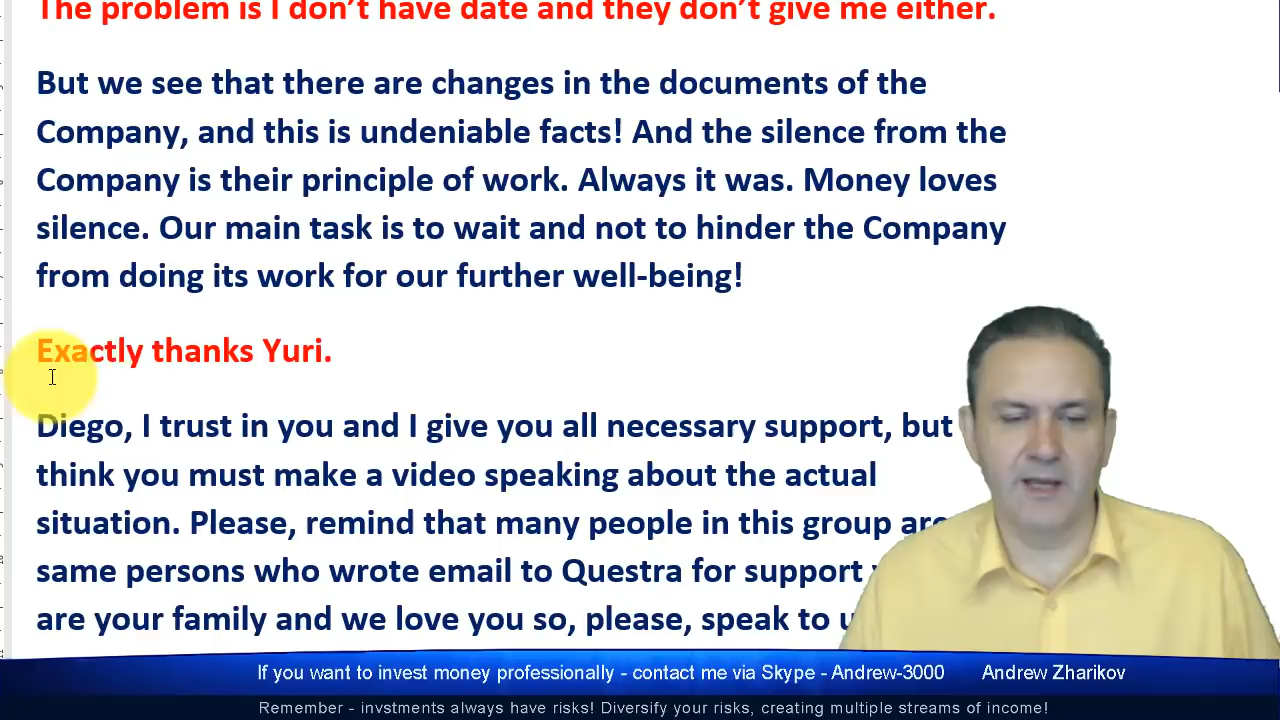 The problem is I don't have date and they don't give me either.
But we see that there are changes in the documents of the
Company, and this is undeniable facts! And the silence from the
Company is their principle of work. Always it was. Money loves
silence. Our main task is to wait and not to hinder the Company
from doing its work for our further well-being!
Exactly thanks Yuri.
Diego, I trust in you and I give you all necessary support, but
think you must make a video speaking about the actual
situation. Please, remind that many people in this group are
same persons who wrote email to Questra for support
are your family and we love you so, please, speak to
If you want to invest money professionally - contact me via Skype - Andrew-3000 Andrew Zharikov
Remember - invstments always have risks! Diversify your risks, creating multiple streams of income!